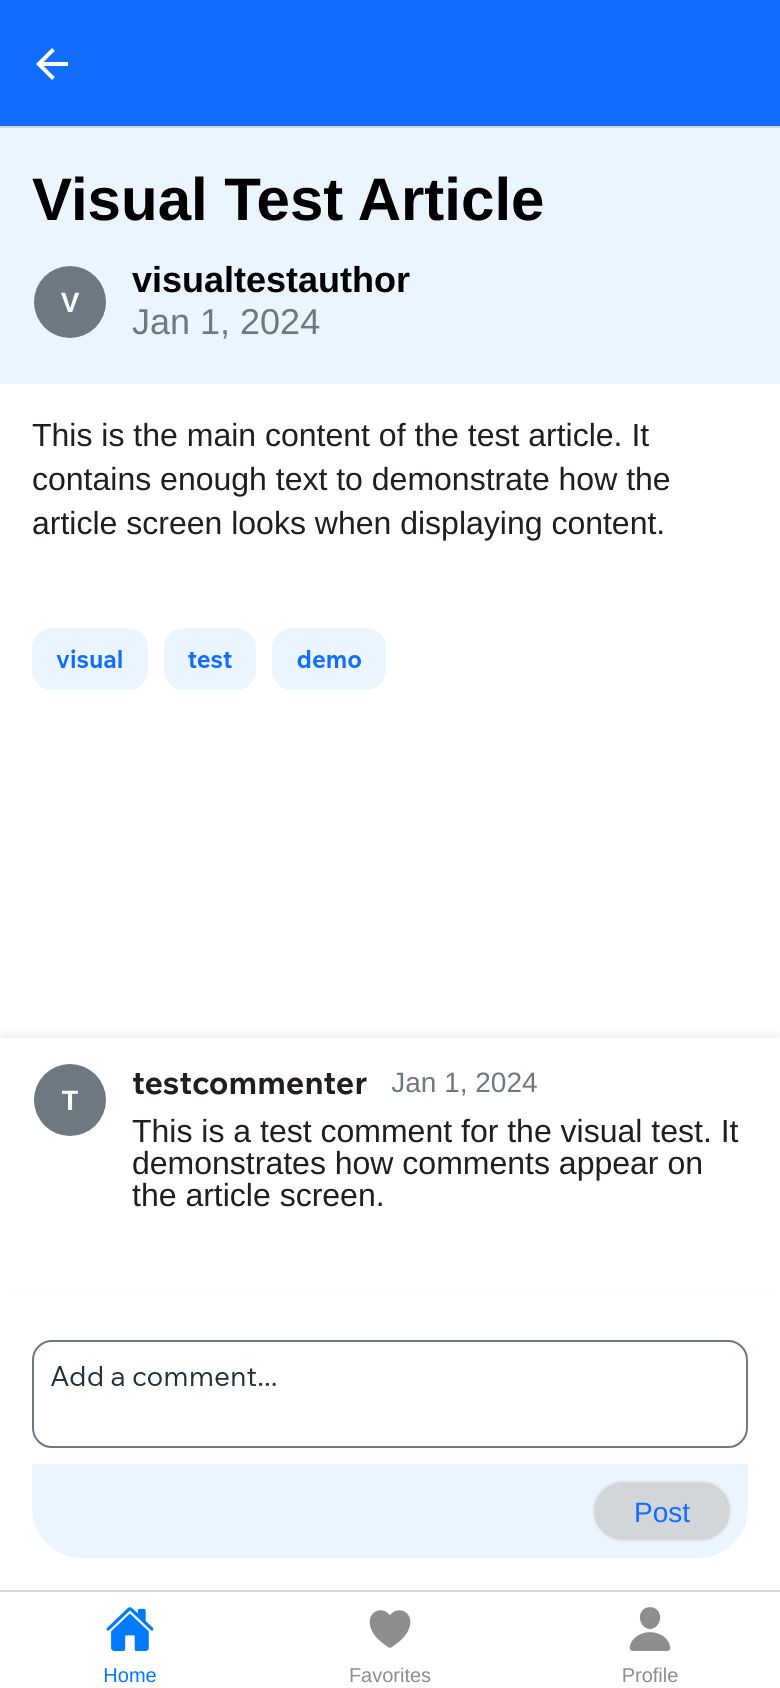 Visual Test Article
V
visualtestauthor
Jan 1, 2024
This is the main content of the test article. It
contains enough text to demonstrate how the
article screen looks when displaying content.
visual test demo
T
testcommenter Jan 1, 2024
This is a test comment for the visual test. It
demonstrates how comments appear on
the article screen.
Add a comment...
Post
Home Favorites Profile